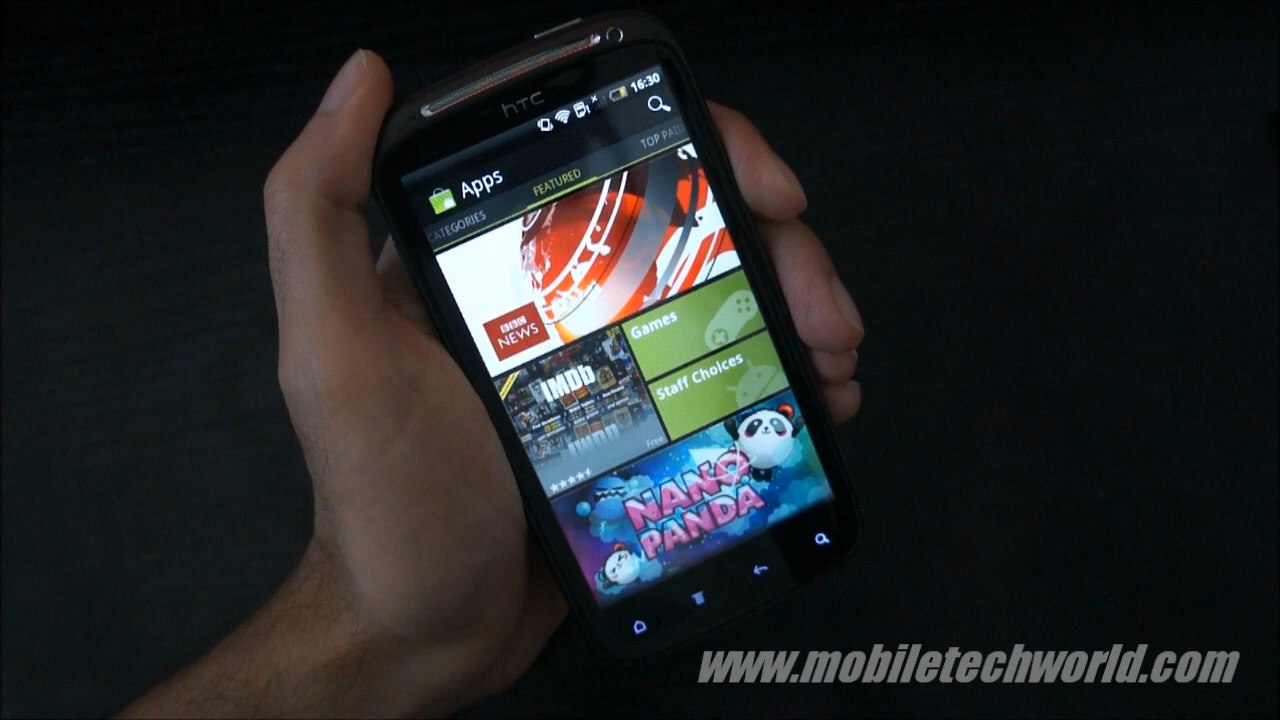 hTC
16:30
Apps
CATEGORIES
FEATURED
TOP PAID
BBC
NEWS
IMDb
Free
Games
Staff Choices
NANO
PANDA
www.mobiletechworld.com